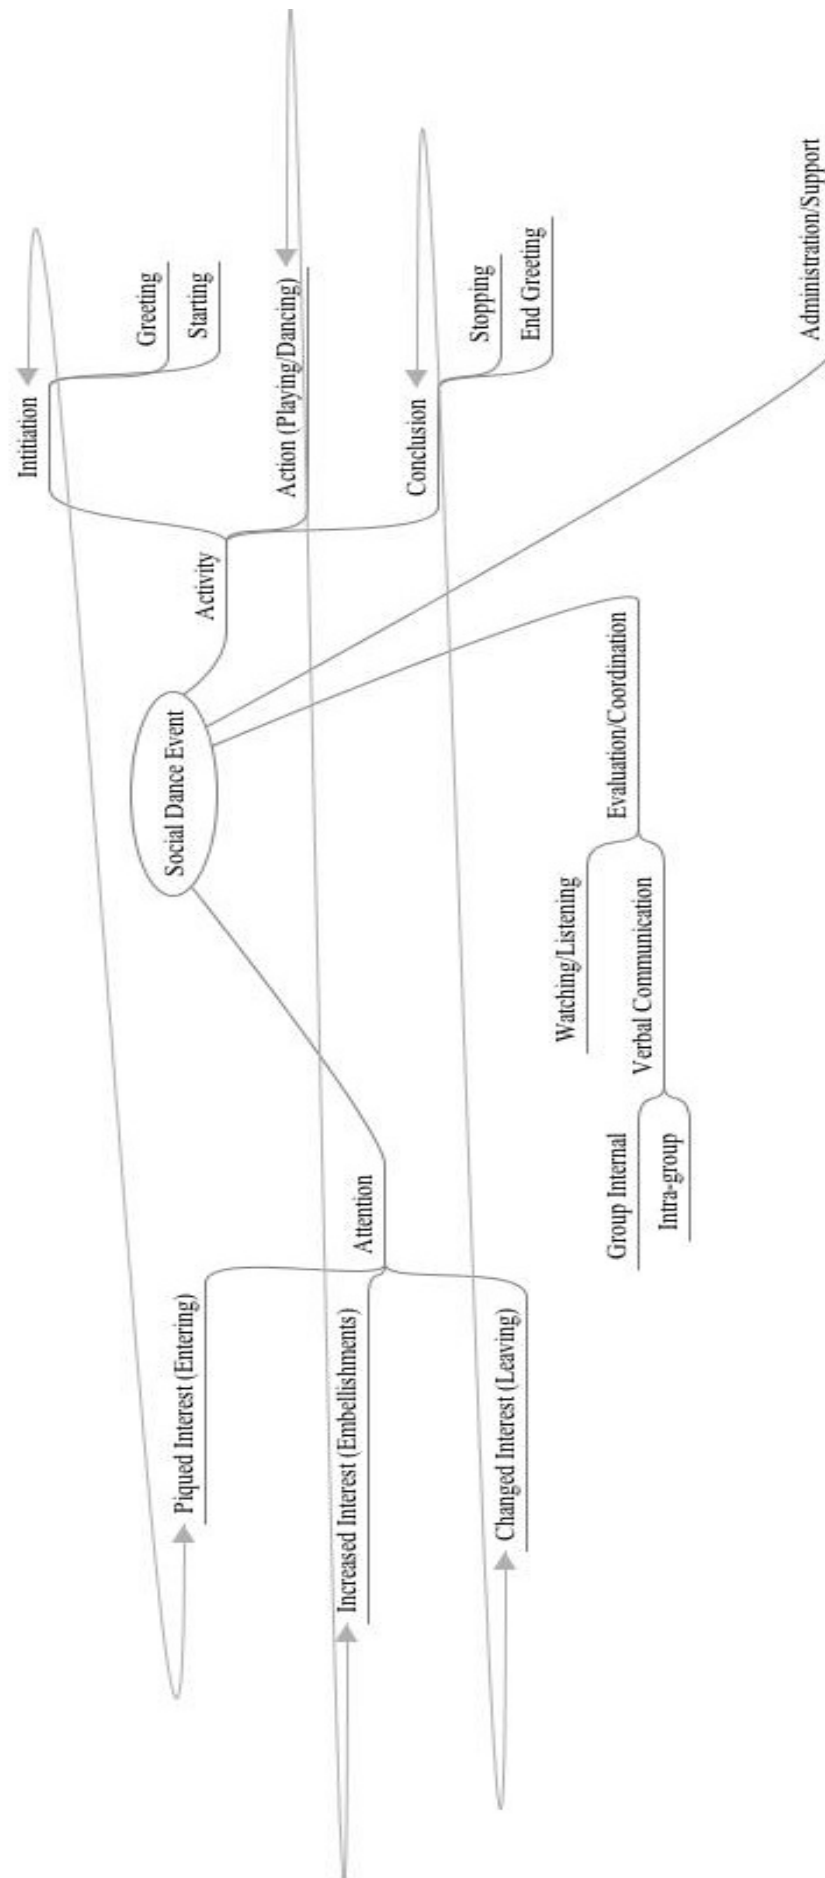 Intitiation
Greeting
Starting
Action (Playing/Dancing)
Conclusion
Stopping
End Greeting
Administration/Support
Activity
Social Dance Event
Evaluation/Coordination
Watching/Listening
Verbal Communication
Group Internal
Intra-group
Attention
Piqued Interest (Entering)
Increased Interest (Embellishments)
Changed Interest (Leaving)